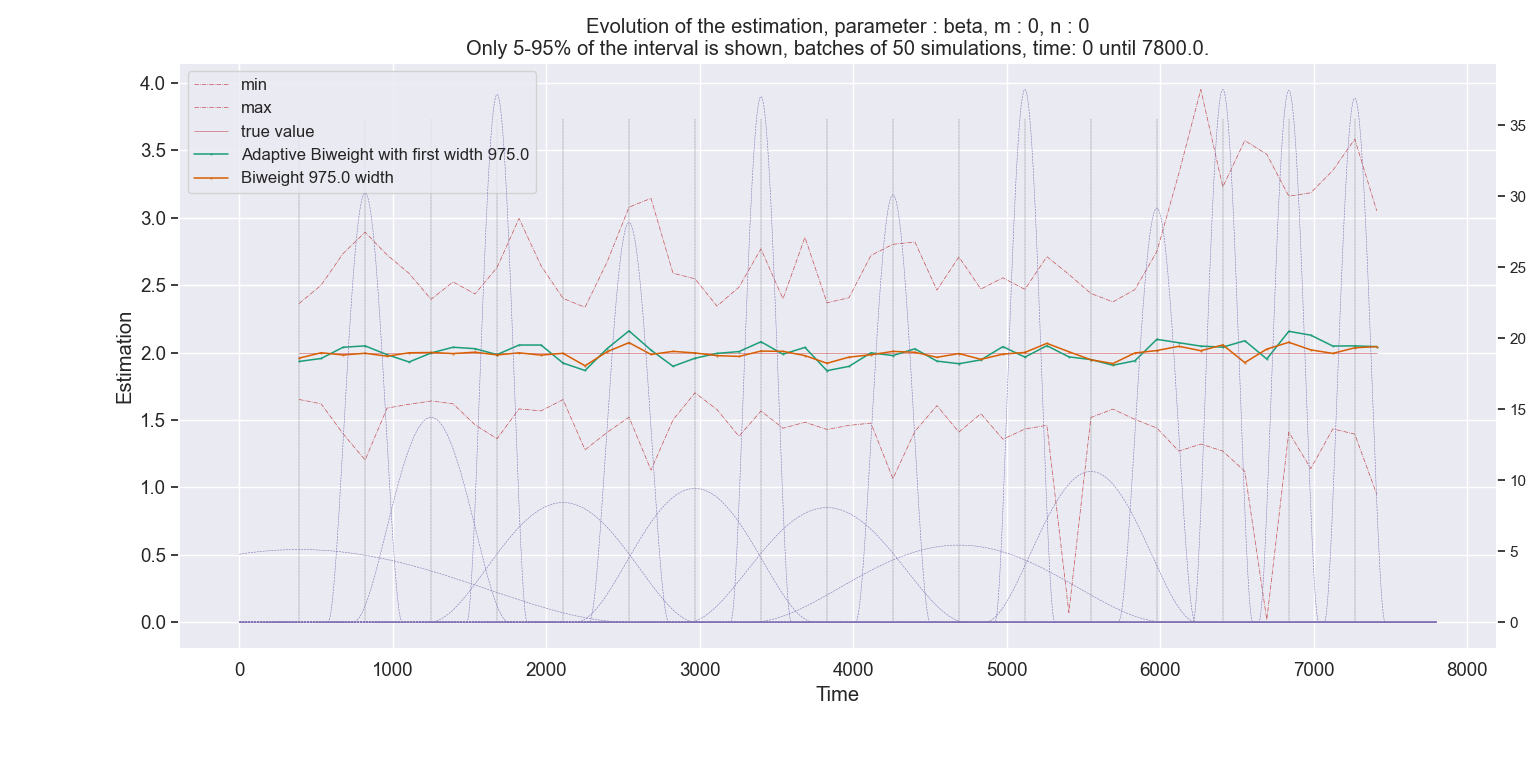 Evolution of the estimation, parameter : beta, m : 0, n : 0
Only 5-95% of the interval is shown, batches of 50 simulations, time: 0 until 7800.0.
min
max
true value
Adaptive Biweight with first width 975.0
Biweight 975.0 width
Estimation
4.0
3.5
3.0
2.5
2.0
1.5
1.0
0.5
0.0
35
30
25
20
15
10
5
0
0 1000 2000 3000 4000 5000 6000 7000 8000
Time